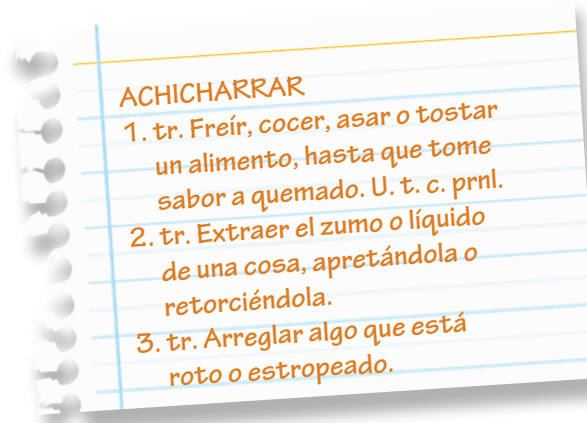 ACHICHARRAR
1. tr. Freír, cocer, asar o tostar
un alimento, hasta que tome
sabor a quemado. U. t. c. prnl.
2. tr. Extraer el zumo o líquido
de una cosa, apretándola o
retorciéndola.
3. tr. Arreglar algo que está
roto o estropeado.